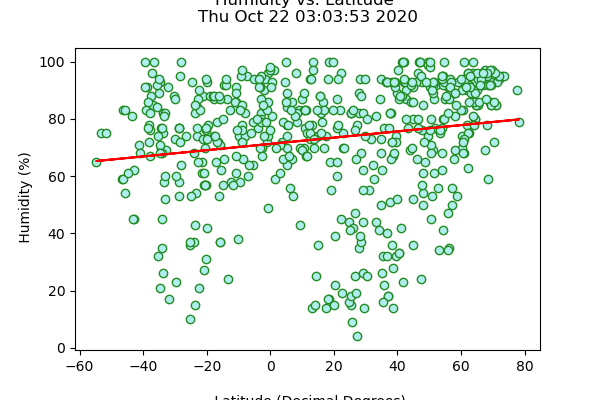 Humidity vs. Latitude
Thu Oct 22 03:03:53 2020
100
80
60
40
20
0
Humidity (%)
−60 −40 −20 0 20 40 60 80
Latitude (Decimal Degrees)